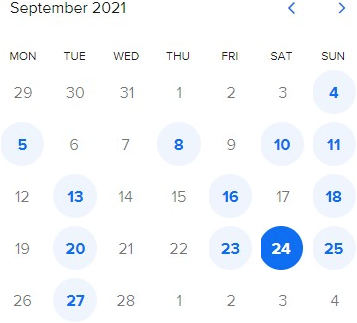 September 2021
MON TUE WED THU FRI SAT SUN
29 30 31 1 2 3 4
5 6 7 8 9 10 11
12 13 14 15 16 17 18
19 20 21 22 23 24 25
26 27 28 1 2 3 4